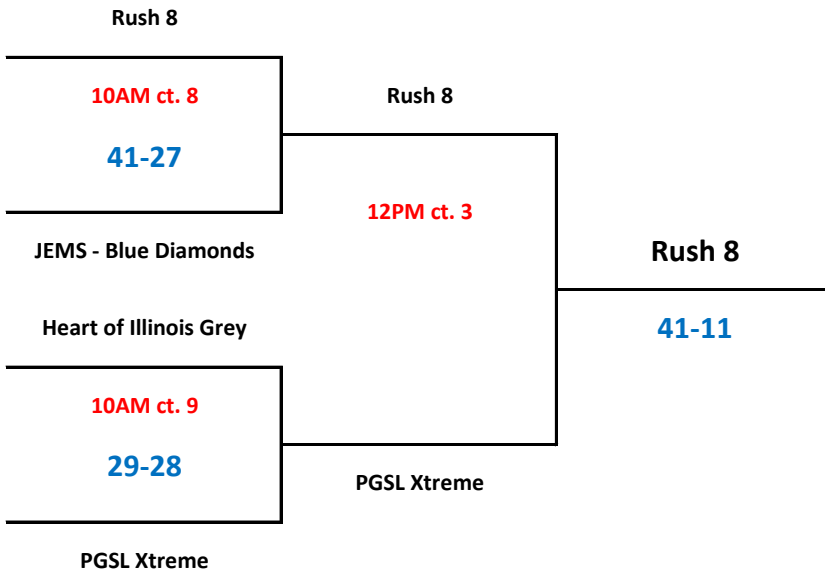 Rush 8
10AM ct. 8
41-27
JEMS - Blue Diamonds
Heart of Illinois Grey
10AM ct. 9
29-28
PGSL Xtreme
Rush 8
12PM ct. 3
PGSL Xtreme
Rush 8
41-11